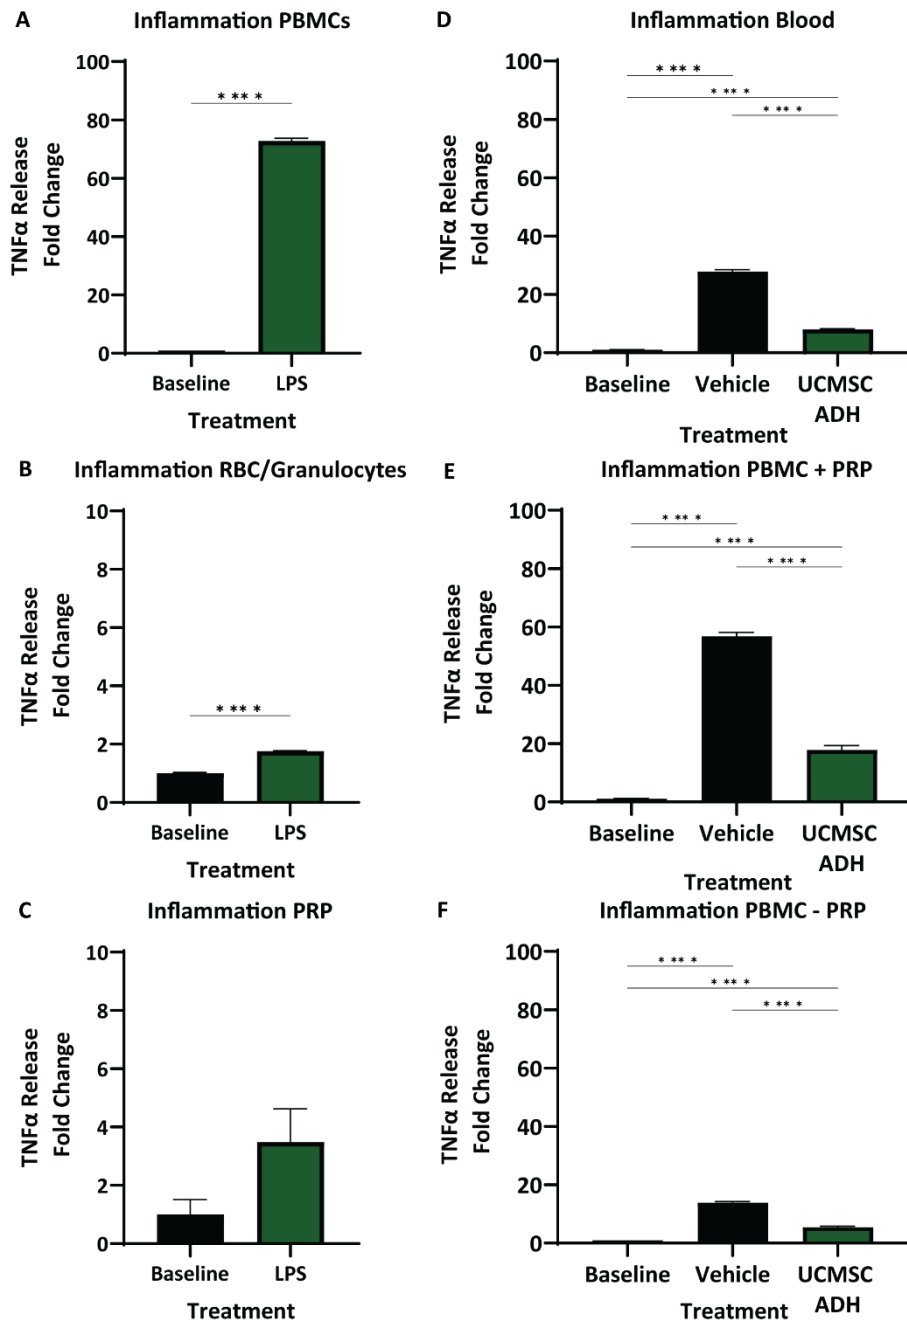 A
Inflammation PBMCs
TNFα Release
Fold Change
100
80
60
40
20
0
* ** *
Baseline
LPS
Treatment
B
Inflammation RBC/Granulocytes
TNFα Release
Fold Change
10
8
6
4
2
0
* ** *
Baseline
LPS
Treatment
C
Inflammation PRP
TNFα Release
Fold Change
10
8
6
4
2
0
Baseline
LPS
Treatment
D
Inflammation Blood
TNFα Release
Fold Change
100
80
60
40
20
0
* ** *
* ** *
* ** *
Baseline
Vehicle
UCMSC
ADH
Treatment
E
Inflammation PBMC + PRP
TNFα Release
Fold Change
100
80
60
40
20
0
* ** *
* ** *
* ** *
Baseline
Vehicle
UCMSC
ADH
Treatment
F
Inflammation PBMC - PRP
TNFα Release
Fold Change
100
80
60
40
20
0
* ** *
* ** *
* ** *
Baseline
Vehicle
UCMSC
ADH
Treatment